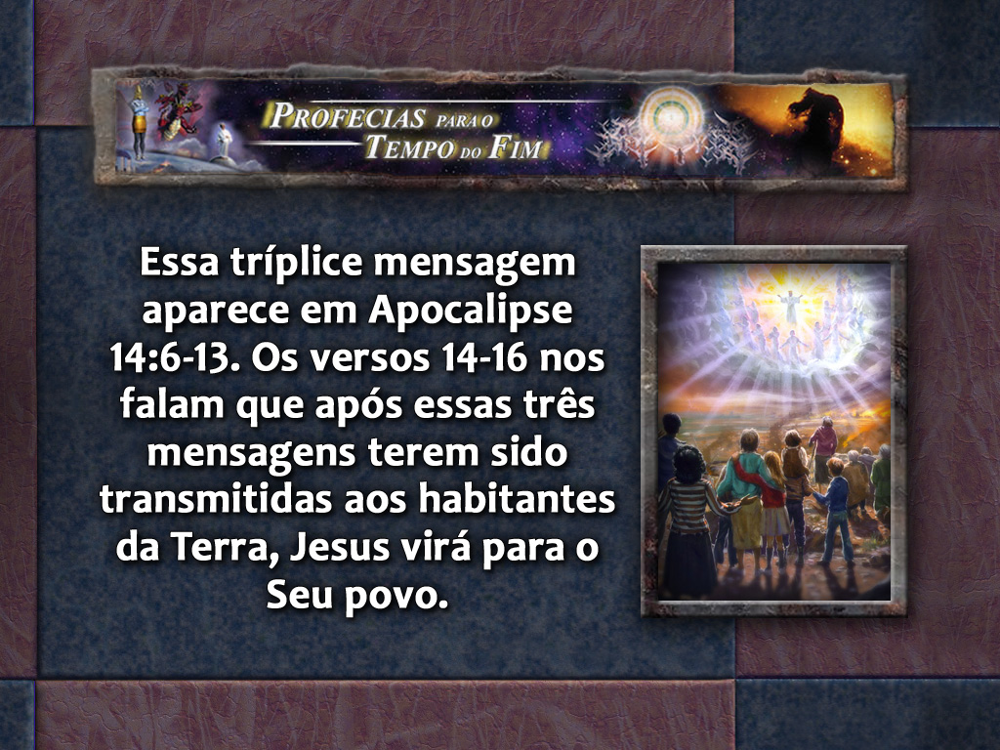 PROFECIAS PARA O
TEMPO DO FIM
Essa tríplice mensagem
aparece em Apocalipse
14:6-13. Os versos 14-16 nos
falam que após essas três
mensagens terem sido
transmitidas aos habitantes
da Terra, Jesus virá para o
Seu povo.